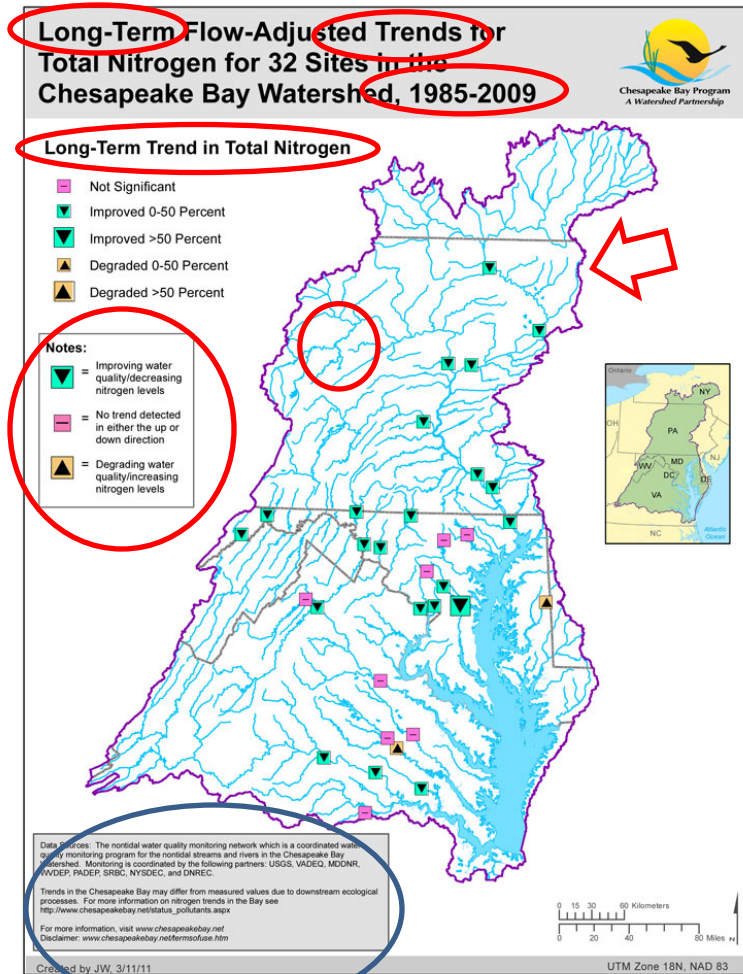 Long-Term Flow-Adjusted Trends for
Total Nitrogen for 32 Sites in the
Chesapeake Bay Watershed, 1985-2009
Chesapeake Bay Program
A Watershed Partnership
Long-Term Trend in Total Nitrogen
Not Significant
Improved 0-50 Percent
Improved >50 Percent
Degraded 0-50 Percent
Degraded >50 Percent
Notes:
= Improving water
quality/decreasing
nitrogen levels
= No trend detected
in either the up or
down direction
= Degrading water
quality/increasing
nitrogen levels
Ontario
NY
OH
PA
NJ
WV
MD
DC
DE
VA
NC
Atlantic
Ocean
Data Sources: The nontidal water quality monitoring network which is a coordinated water
quality monitoring program for the nontidal streams and rivers in the Chesapeake Bay
Watershed. Monitoring is coordinated by the following partners: USGS, VADEQ, MDDNR,
WVDEP, PADEP, SRBC, NYSDEC, and DNREC.
Trends in the Chesapeake Bay may differ from measured values due to downstream ecological
processes. For more information on nitrogen trends in the Bay see
http://www.chesapeakebay.net/status_pollutants.aspx
For more information, visit www.chesapeakebay.net
Disclaimer: www.chesapeakebay.net/termsofuse.htm
0 15 30 60 Kilometers
0 20 40 80 Miles
N
Created by JW, 3/11/11
UTM Zone 18N, NAD 83